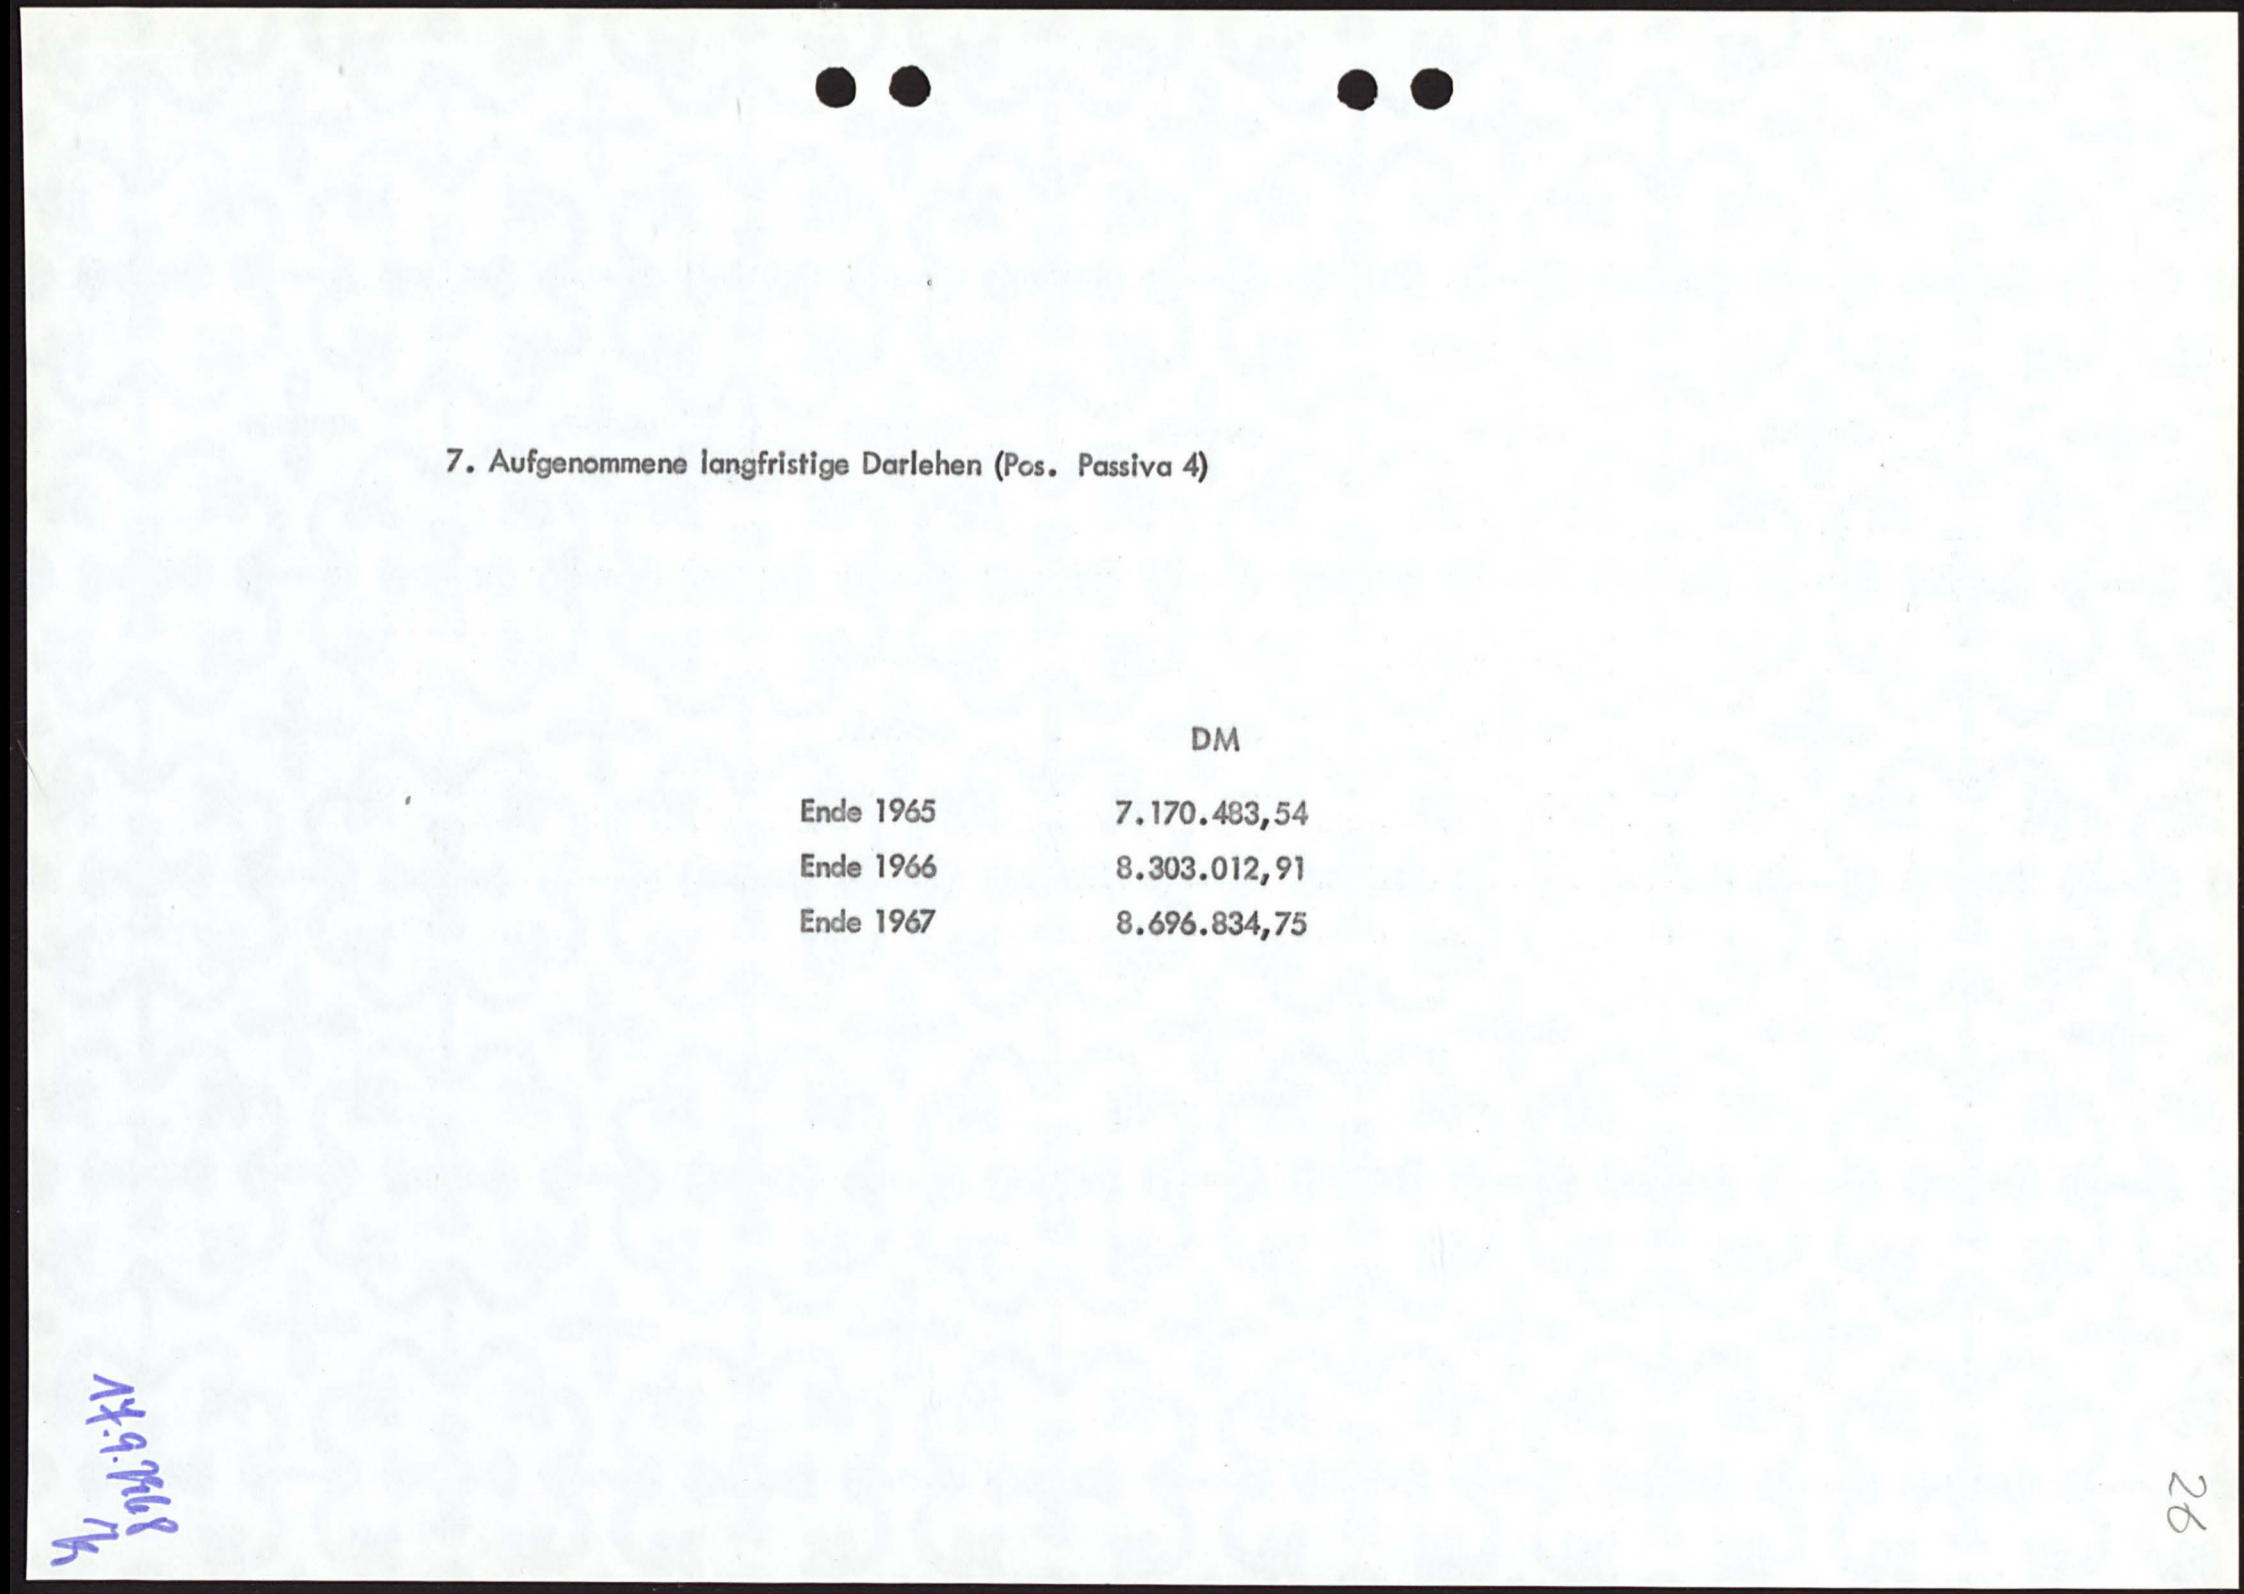 7. Aufgenommene langfristige Darlehen (Pos. Passiva 4)
DM
Ende 1965 7.170.483,54
Ende 1966 8.303.012,91
Ende 1967 8.696.834,75
26